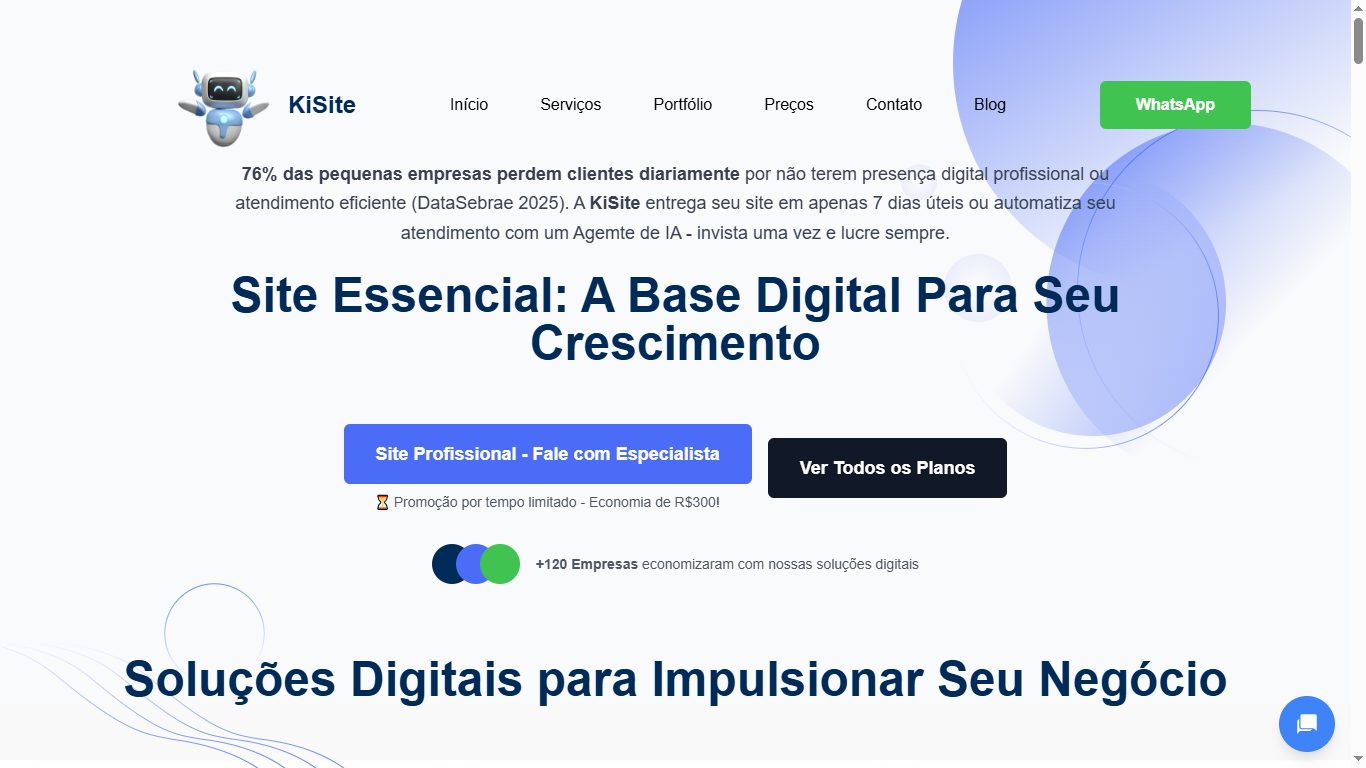 KiSite
Início
Serviços
Portfólio
Preços
Contato
Blog
WhatsApp
76% das pequenas empresas perdem clientes diariamente por não terem presença digital profissional ou
atendimento eficiente (DataSebrae 2025). A KiSite entrega seu site em apenas 7 dias úteis ou automatiza seu
atendimento com um Agemte de IA - invista uma vez e lucre sempre.
Site Essencial: A Base Digital Para Seu
Crescimento
Site Profissional - Fale com Especialista
Ver Todos os Planos
⏳ Promoção por tempo limitado - Economia de R$300!
+120 Empresas economizaram com nossas soluções digitais
Soluções Digitais para Impulsionar Seu Negócio